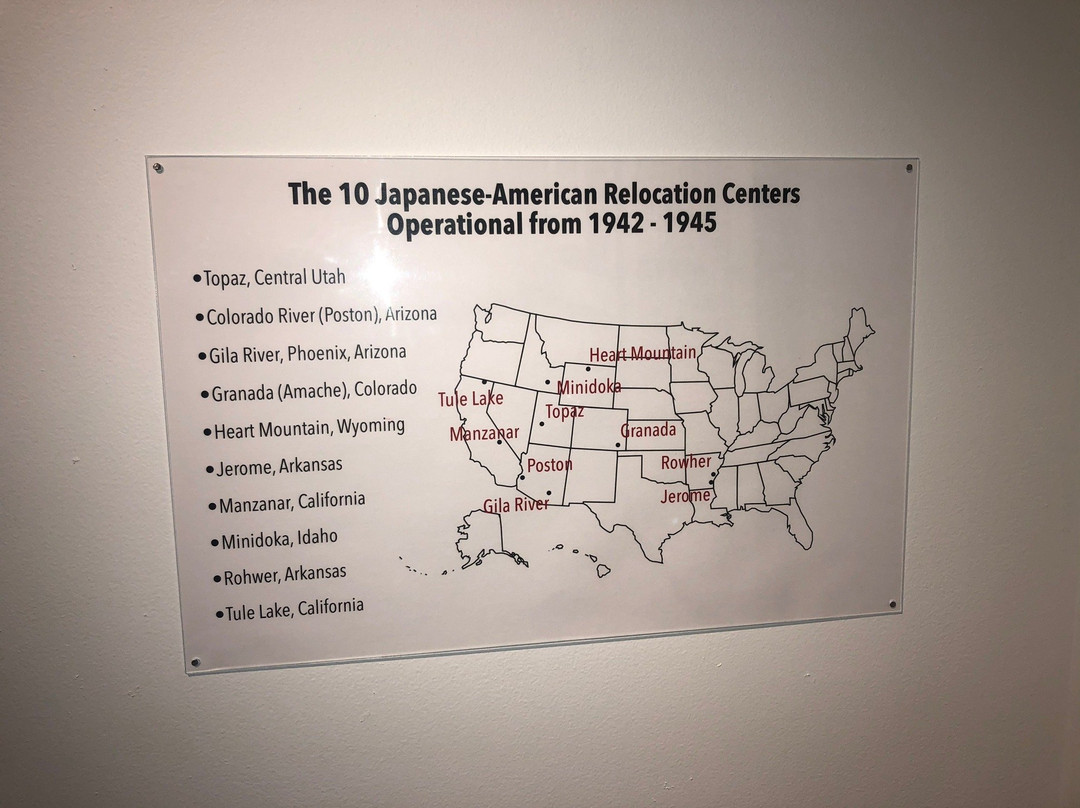 The 10 Japanese-American Relocation Centers
Operational from 1942 - 1945
•Topaz, Central Utah
•Colorado River (Poston), Arizona
•Gila River, Phoenix, Arizona
•Granada (Amache), Colorado
•Heart Mountain, Wyoming
•Jerome, Arkansas
•Manzanar, California
•Minidoka, Idaho
•Rohwer, Arkansas
•Tule Lake, California
Heart Mountain
Minidoka
Tule Lake
Topaz
Manzanar
Granada
Poston
Rowher
Jerome
Gila River